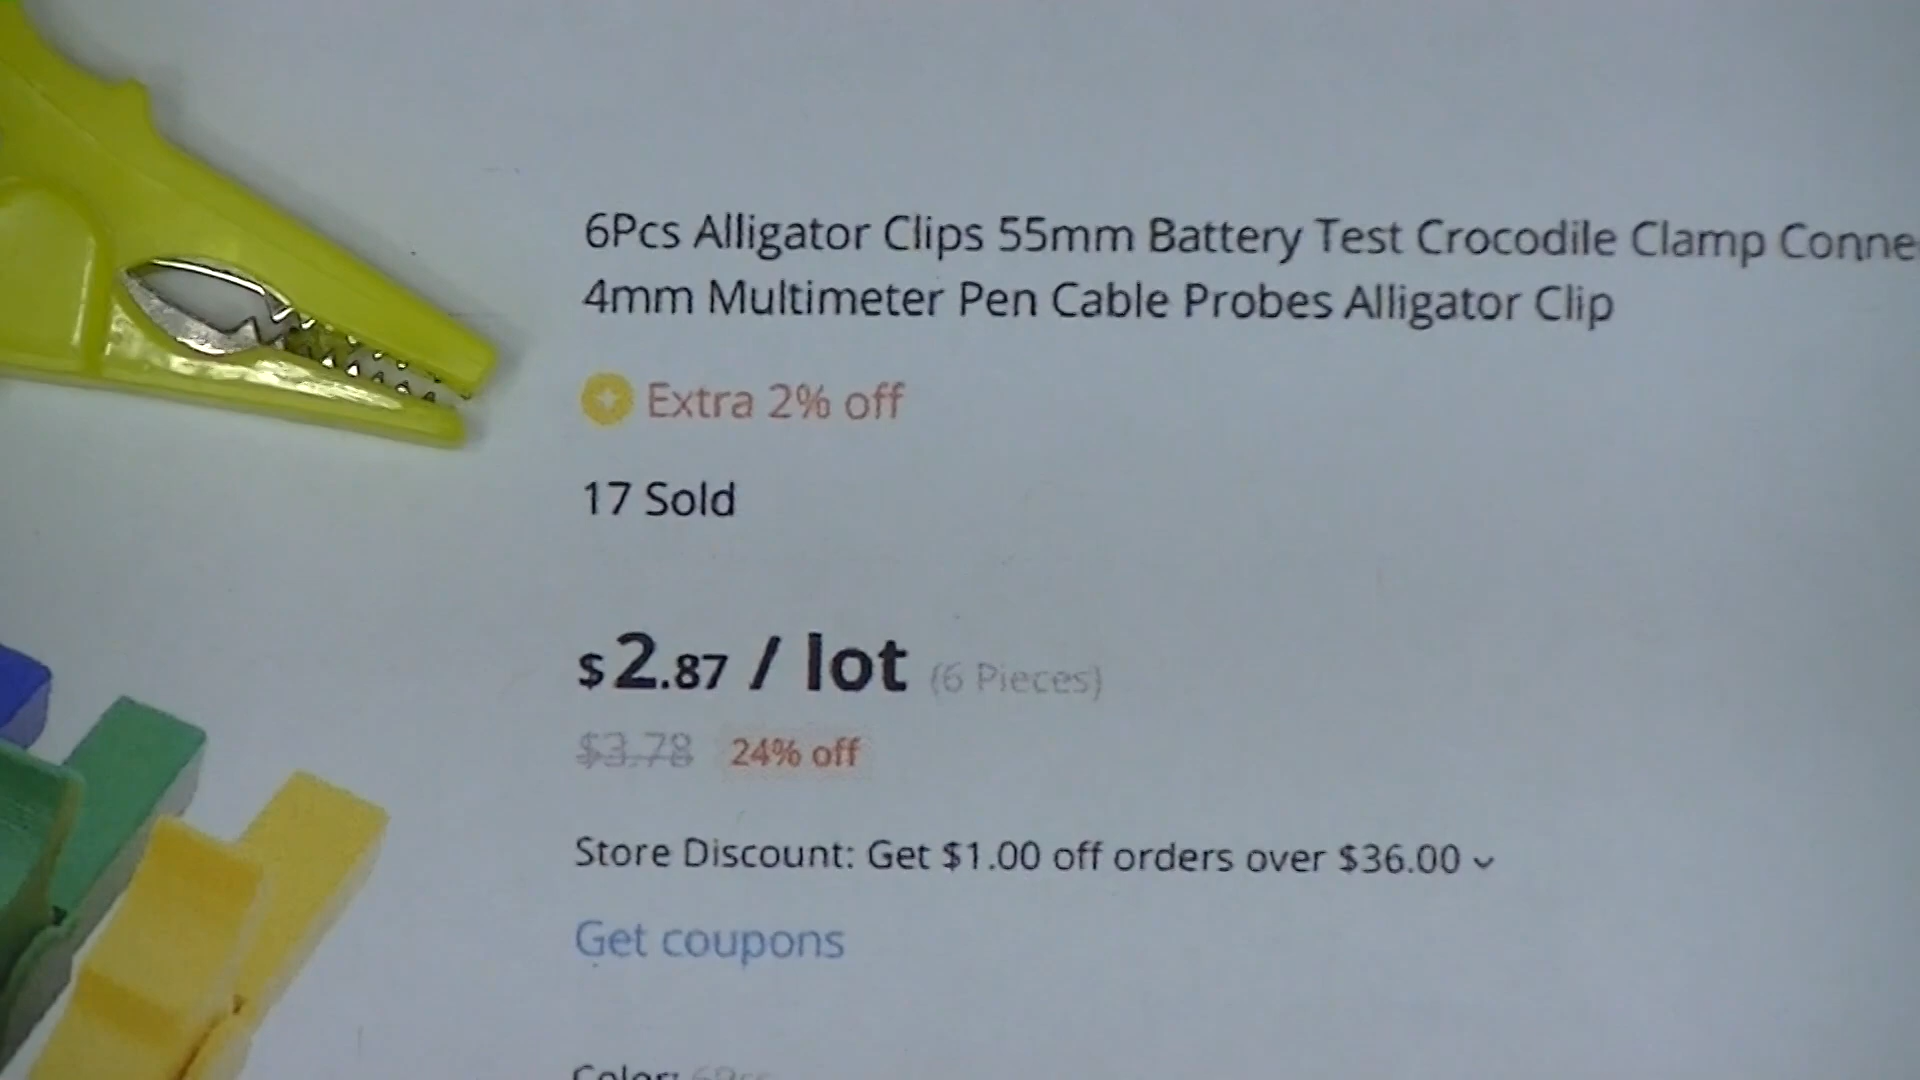 6Pcs Alligator Clips 55mm Battery Test Crocodile Clamp Conne
4mm Multimeter Pen Cable Probes Alligator Clip
Extra 2% off
17 Sold
$2.87 / lot (6 Pieces)
$3.78 24% off
Store Discount: Get $1.00 off orders over $36.00
Get coupons
Color: